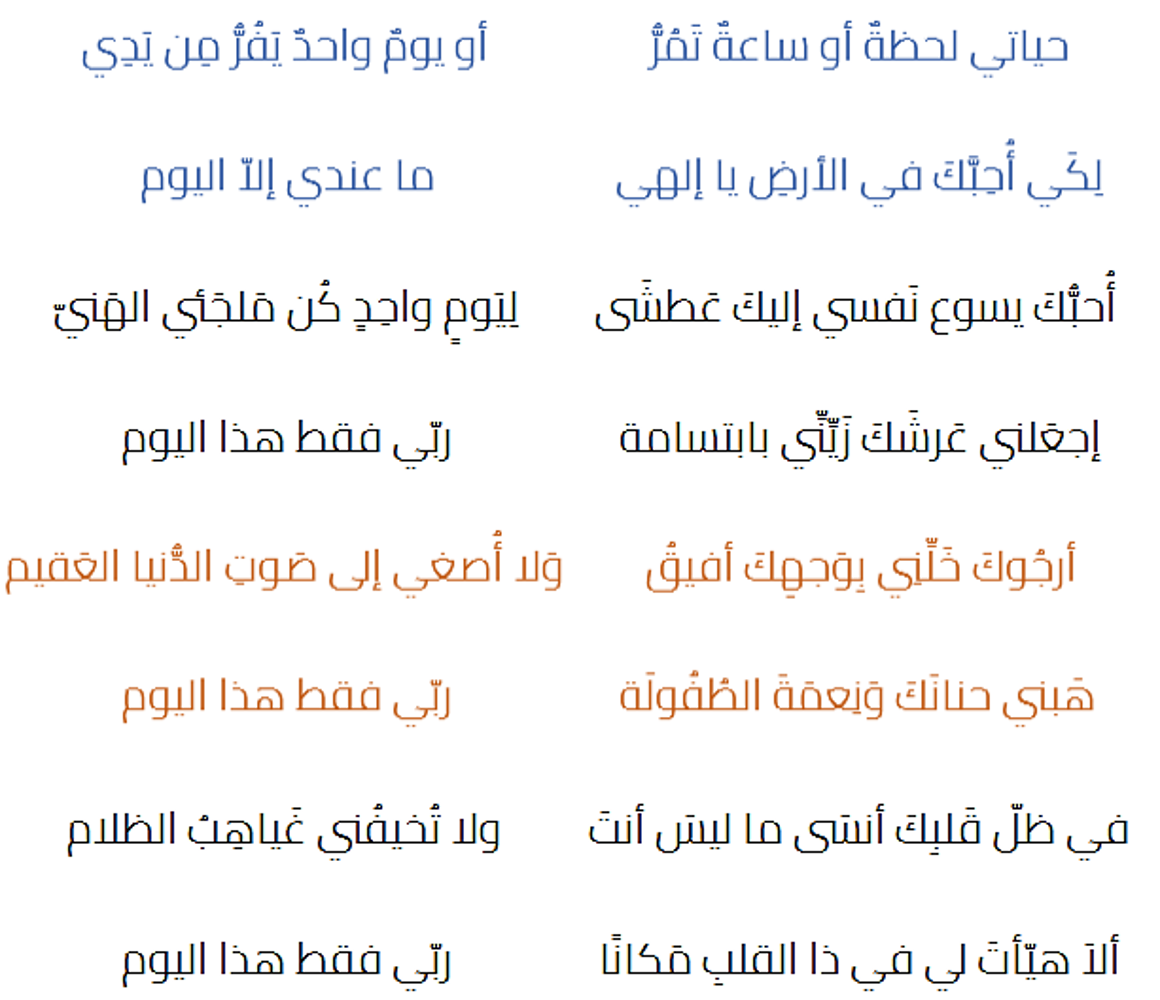 حياتي لحظةٌ أو ساعةٌ تَمُرُّ أو يومٌ واحدٌ يَفُرُّ مِن يَدِي
لِكَي أُحِبَّكَ في الأرضِ يا إلهي ما عندي إلاّ اليوم
أُحبُّكَ يسوع نَفسي إليكَ عَطشَى لِيَومٍ واحِدٍ كُن مَلجَئي الهَنيّ
إجعَلني عَرشَكَ زَيِّنِّي بابتسامة ربّي فقط هذا اليوم
أرجُوكَ خَلِّنِي بِوَجهِكَ أفيقُ وَلا أُصغي إلى صَوتِ الدُّنيا العَقيم
هَبني حنانَكَ وَنِعمَةَ الطُفُولَة ربّي فقط هذا اليوم
في ظلّ قَلبِكَ أنسَى ما ليسَ أنتَ ولا تُخيفُني غَياهِبُ الظلام
ألاَ هيّأتَ لي في ذا القلبِ مَكانًا ربّي فقط هذا اليوم